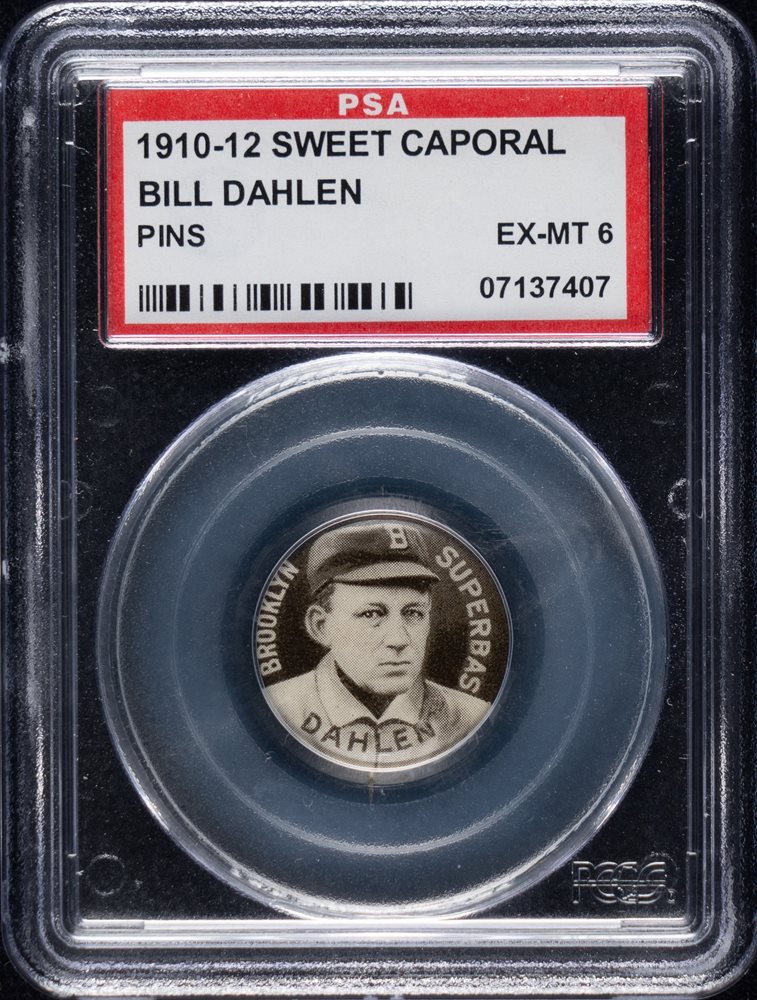 PSA
1910-12 SWEET CAPORAL
BILL DAHLEN
PINS EX-MT 6
07137407
B
BROOKLYN
SUPERBAS
DAHLEN
PCGS